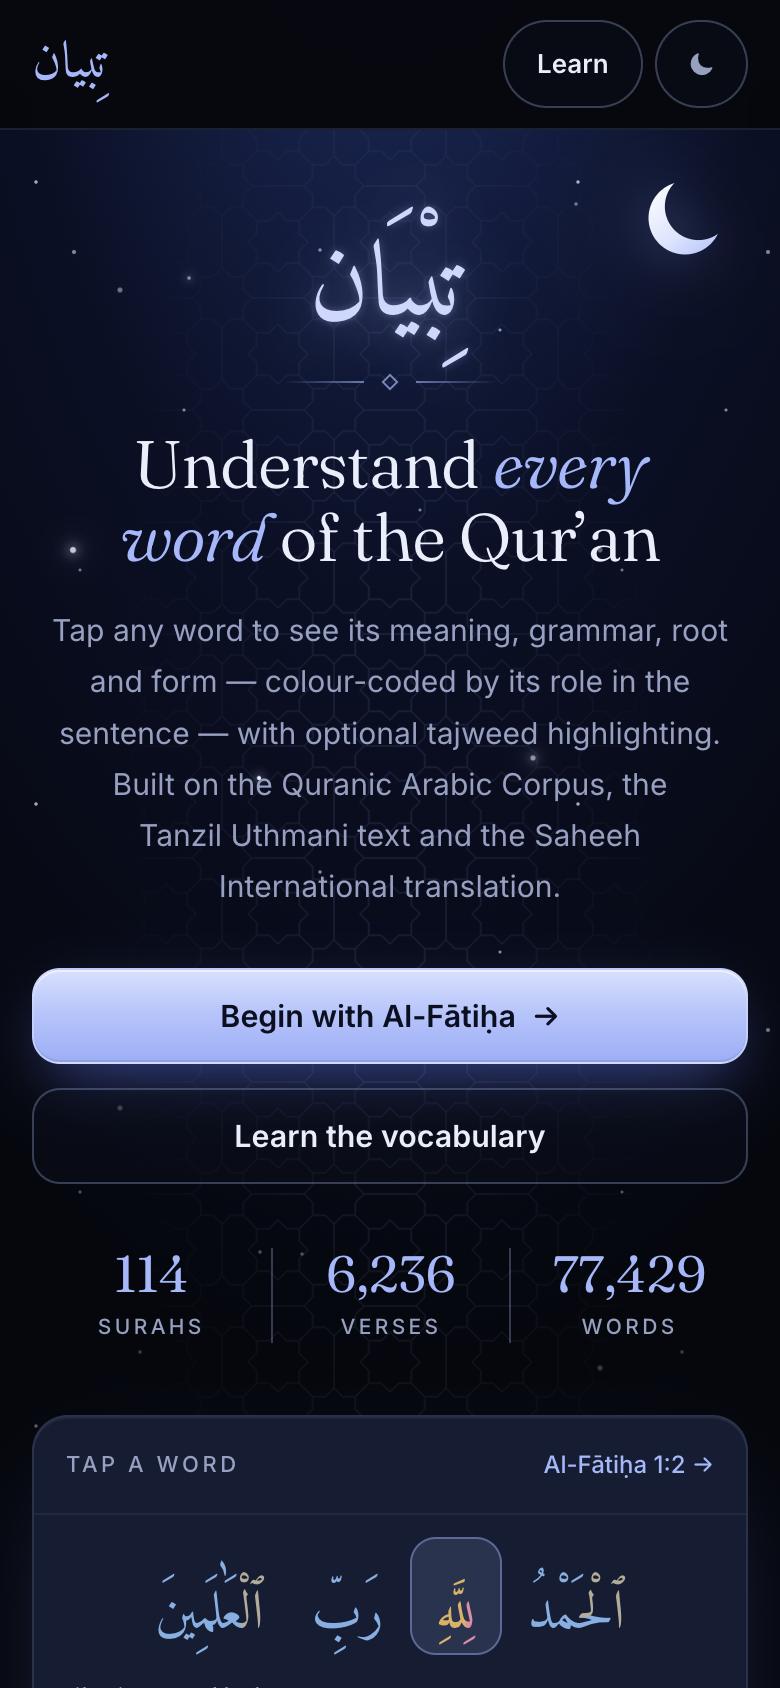 تِبيان
Learn
تِبْيَان
Understand every
word of the Qur’an
Tap any word to see its meaning, grammar, root
and form — colour-coded by its role in the
sentence — with optional tajweed highlighting.
Built on the Quranic Arabic Corpus, the
Tanzil Uthmani text and the Saheeh
International translation.
Begin with Al-Fātiḥa →
Learn the vocabulary
114 6,236 77,429
SURAHS VERSES WORDS
TAP A WORD Al-Fātiḥa 1:2 →
ٱلْحَمْدُ لِلَّهِ رَبِّ ٱلْعَٰلَمِينَ